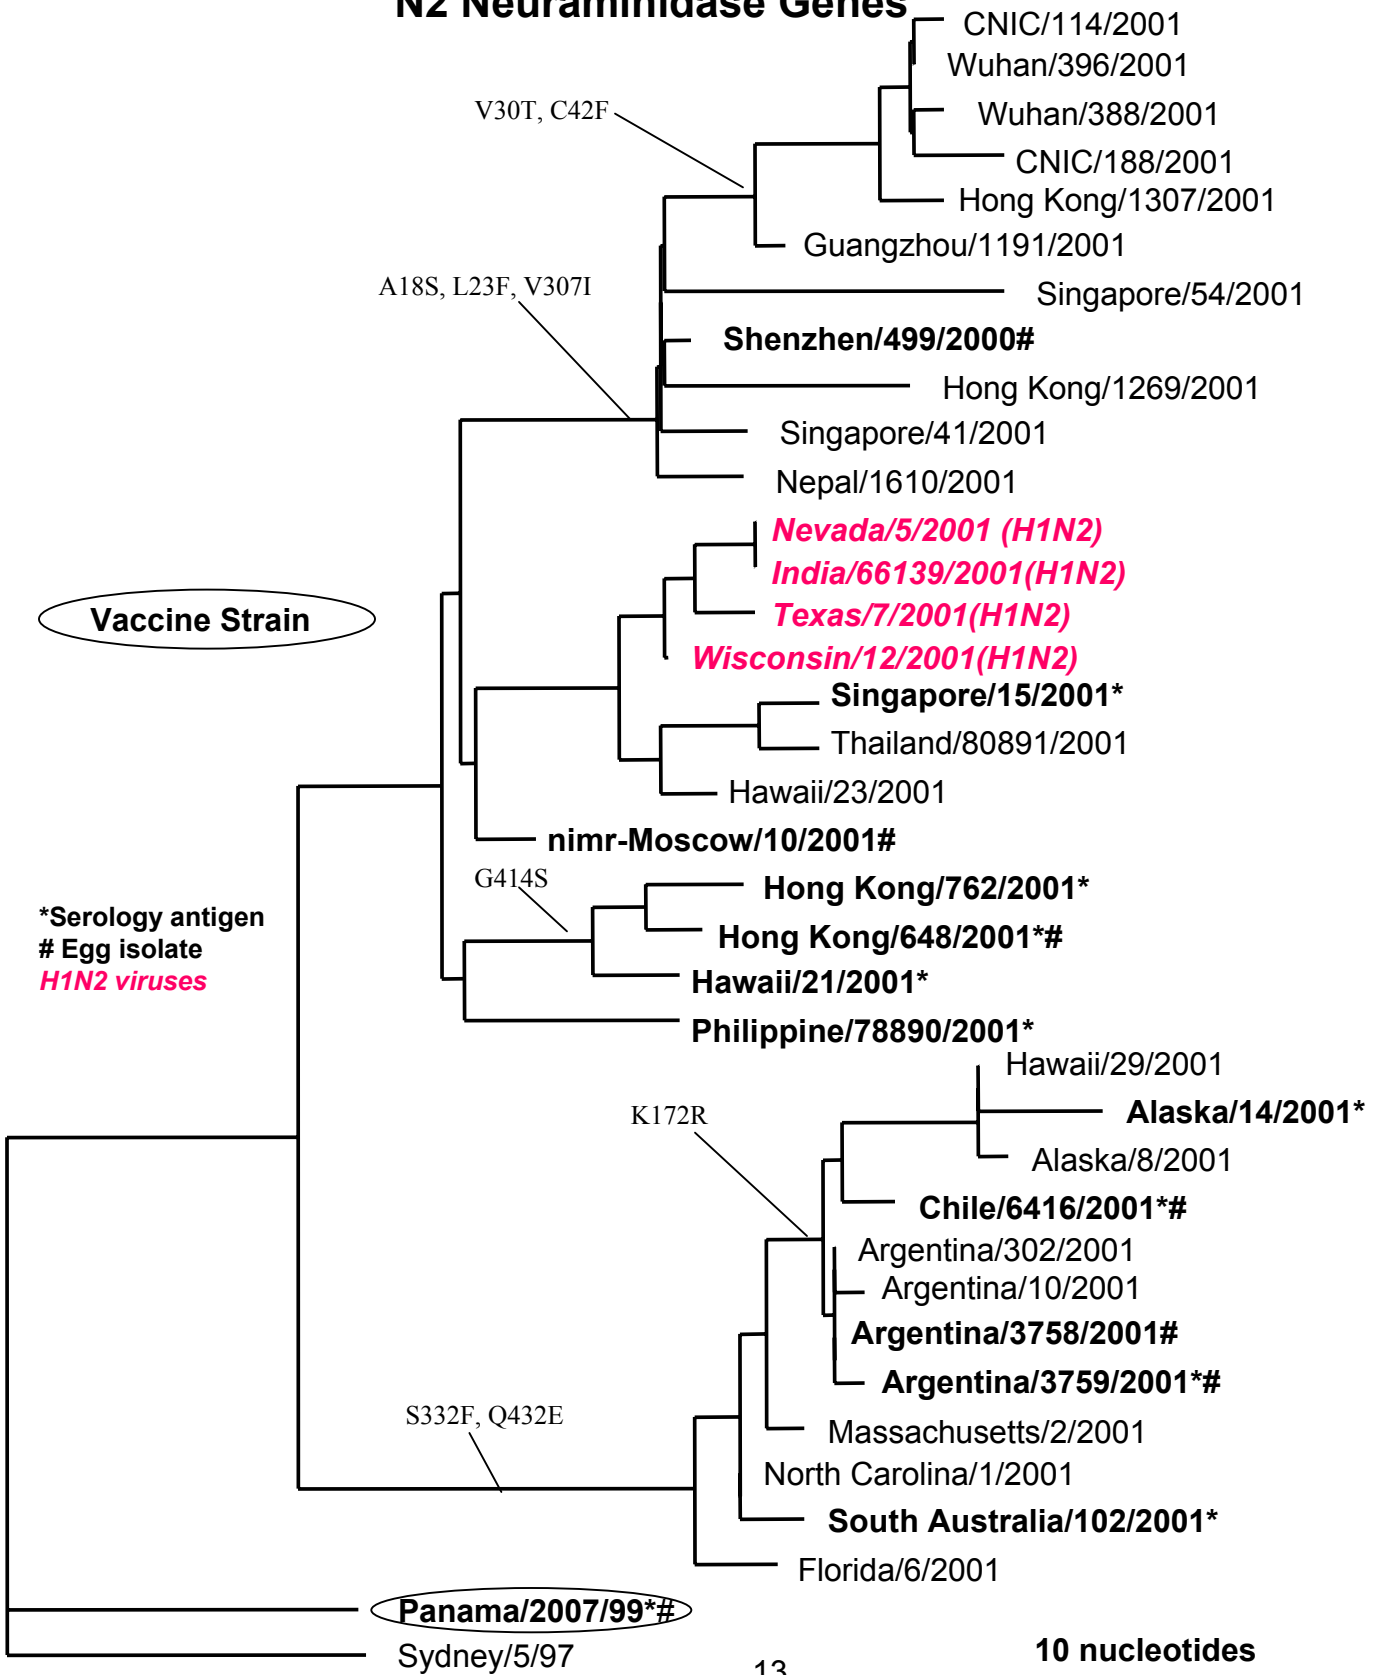 N2 Neuraminidase Genes
CNIC/114/2001
Wuhan/396/2001
V30T, C42F
Wuhan/388/2001
CNIC/188/2001
Hong Kong/1307/2001
Guangzhou/1191/2001
A18S, L23F, V307I
Singapore/54/2001
Shenzhen/499/2000#
Hong Kong/1269/2001
Singapore/41/2001
Nepal/1610/2001
Nevada/5/2001 (H1N2)
India/66139/2001(H1N2)
Vaccine Strain
Texas/7/2001(H1N2)
Wisconsin/12/2001(H1N2)
Singapore/15/2001*
Thailand/80891/2001
Hawaii/23/2001
nimr-Moscow/10/2001#
G414S
Hong Kong/762/2001*
*Serology antigen
# Egg isolate
H1N2 viruses
Hong Kong/648/2001*#
Hawaii/21/2001*
Philippine/78890/2001*
Hawaii/29/2001
K172R
Alaska/14/2001*
Alaska/8/2001
Chile/6416/2001*#
Argentina/302/2001
Argentina/10/2001
Argentina/3758/2001#
Argentina/3759/2001*#
S332F, Q432E
Massachusetts/2/2001
North Carolina/1/2001
South Australia/102/2001*
Florida/6/2001
Panama/2007/99*#
Sydney/5/97
10 nucleotides
13